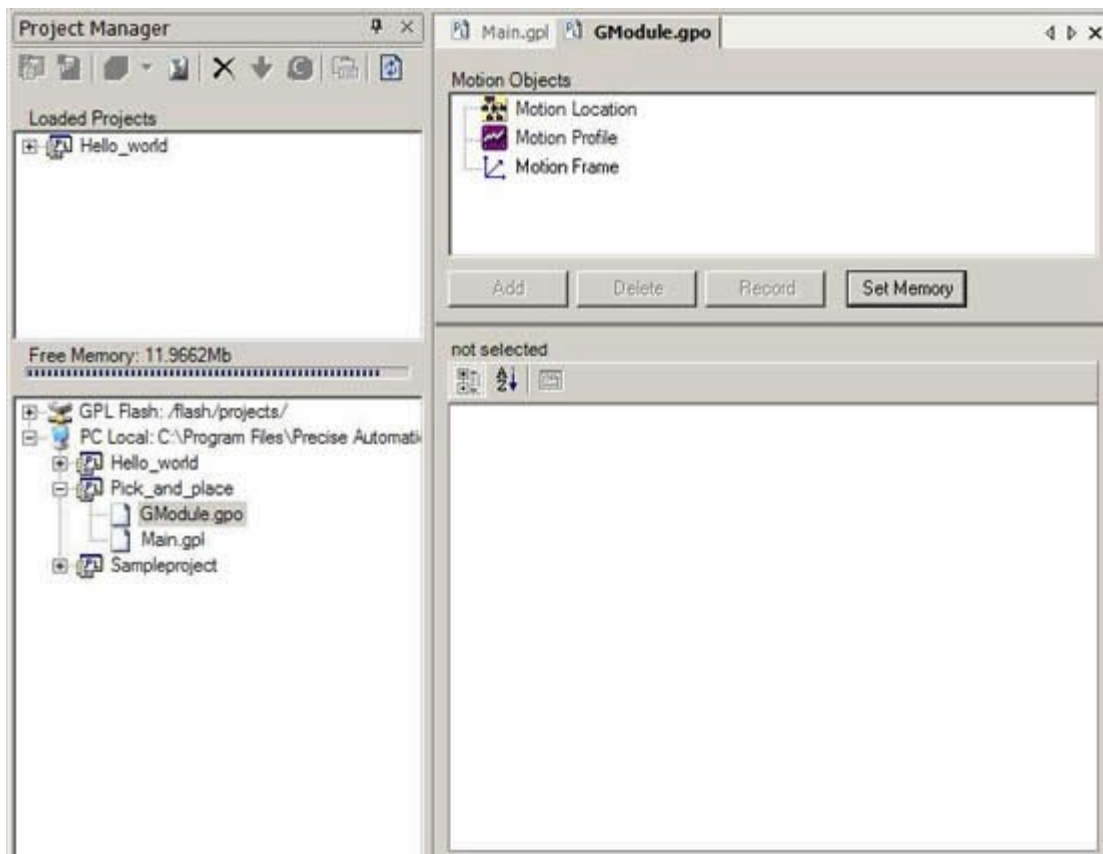 Project Manager
Loaded Projects
Hello_world
Free Memory: 11.9662Mb
GPL Flash: /flash/projects/
PC Local: C:\Program Files\Precise Automati
Hello_world
Pick_and_place
GModule.gpo
Main.gpl
Sampleproject
Main.gpl GModule.gpo
Motion Objects
Motion Location
Motion Profile
Motion Frame
Add Delete Record Set Memory
not selected